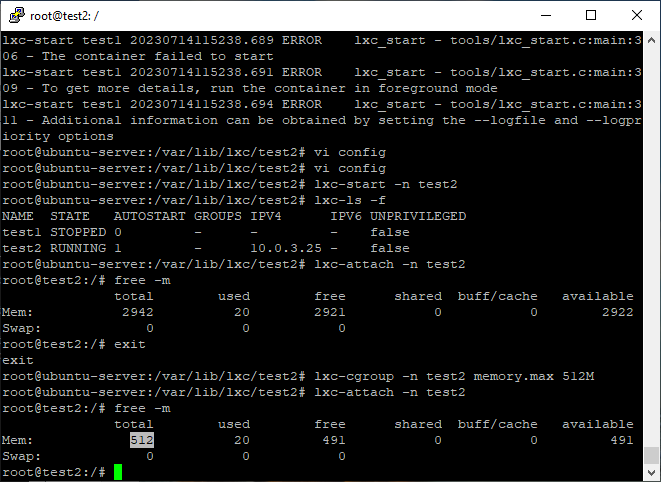 root@test2: /
lxc-start test1 20230714115238.689 ERROR    lxc_start - tools/lxc_start.c:main:3
06 - The container failed to start
lxc-start test1 20230714115238.691 ERROR    lxc_start - tools/lxc_start.c:main:3
09 - To get more details, run the container in foreground mode
lxc-start test1 20230714115238.694 ERROR    lxc_start - tools/lxc_start.c:main:3
11 - Additional information can be obtained by setting the --logfile and --logpr
iority options
root@ubuntu-server:/var/lib/lxc/test2# vi config
root@ubuntu-server:/var/lib/lxc/test2# vi config
root@ubuntu-server:/var/lib/lxc/test2# lxc-start -n test2
root@ubuntu-server:/var/lib/lxc/test2# lxc-ls -f
NAME  STATE   AUTOSTART GROUPS IPV4      IPV6 UNPRIVILEGED
test1 STOPPED 0         -      -         -    false
test2 RUNNING 1         -      10.0.3.25 -    false
root@ubuntu-server:/var/lib/lxc/test2# lxc-attach -n test2
root@test2:/# free -m
              total        used        free      shared  buff/cache   available
Mem:           2942          20        2921           0           0        2922
Swap:             0           0           0
root@test2:/# exit
exit
root@ubuntu-server:/var/lib/lxc/test2# lxc-cgroup -n test2 memory.max 512M
root@ubuntu-server:/var/lib/lxc/test2# lxc-attach -n test2
root@test2:/# free -m
              total        used        free      shared  buff/cache   available
Mem:            512          20         491           0           0         491
Swap:             0           0           0
root@test2:/#